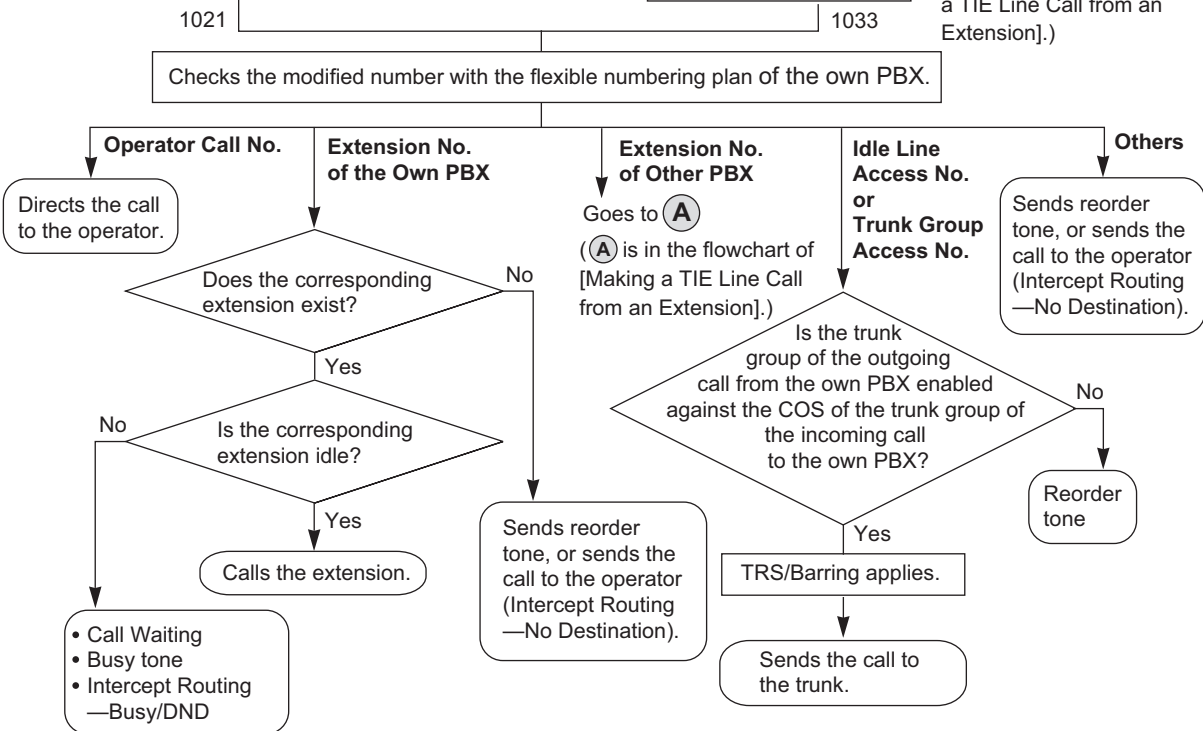 a TIE Line Call from an
Extension].)
1021
1033
Checks the modified number with the flexible numbering plan of the own PBX.
Operator Call No.
Extension No.
of the Own PBX
Extension No.
of Other PBX
Idle Line
Access No.
or
Trunk Group
Access No.
Others
Directs the call
to the operator.
Goes to A
(A is in the flowchart of
[Making a TIE Line Call
from an Extension].)
Sends reorder
tone, or sends the
call to the operator
(Intercept Routing
—No Destination).
Does the corresponding
extension exist?
No
Yes
Is the trunk
group of the outgoing
call from the own PBX enabled
against the COS of the trunk group of
the incoming call
to the own PBX?
No
Yes
Is the corresponding
extension idle?
No
Yes
Reorder
tone
Calls the extension.
Sends reorder
tone, or sends the
call to the operator
(Intercept Routing
—No Destination).
TRS/Barring applies.
• Call Waiting
• Busy tone
• Intercept Routing
—Busy/DND
Sends the call to
the trunk.